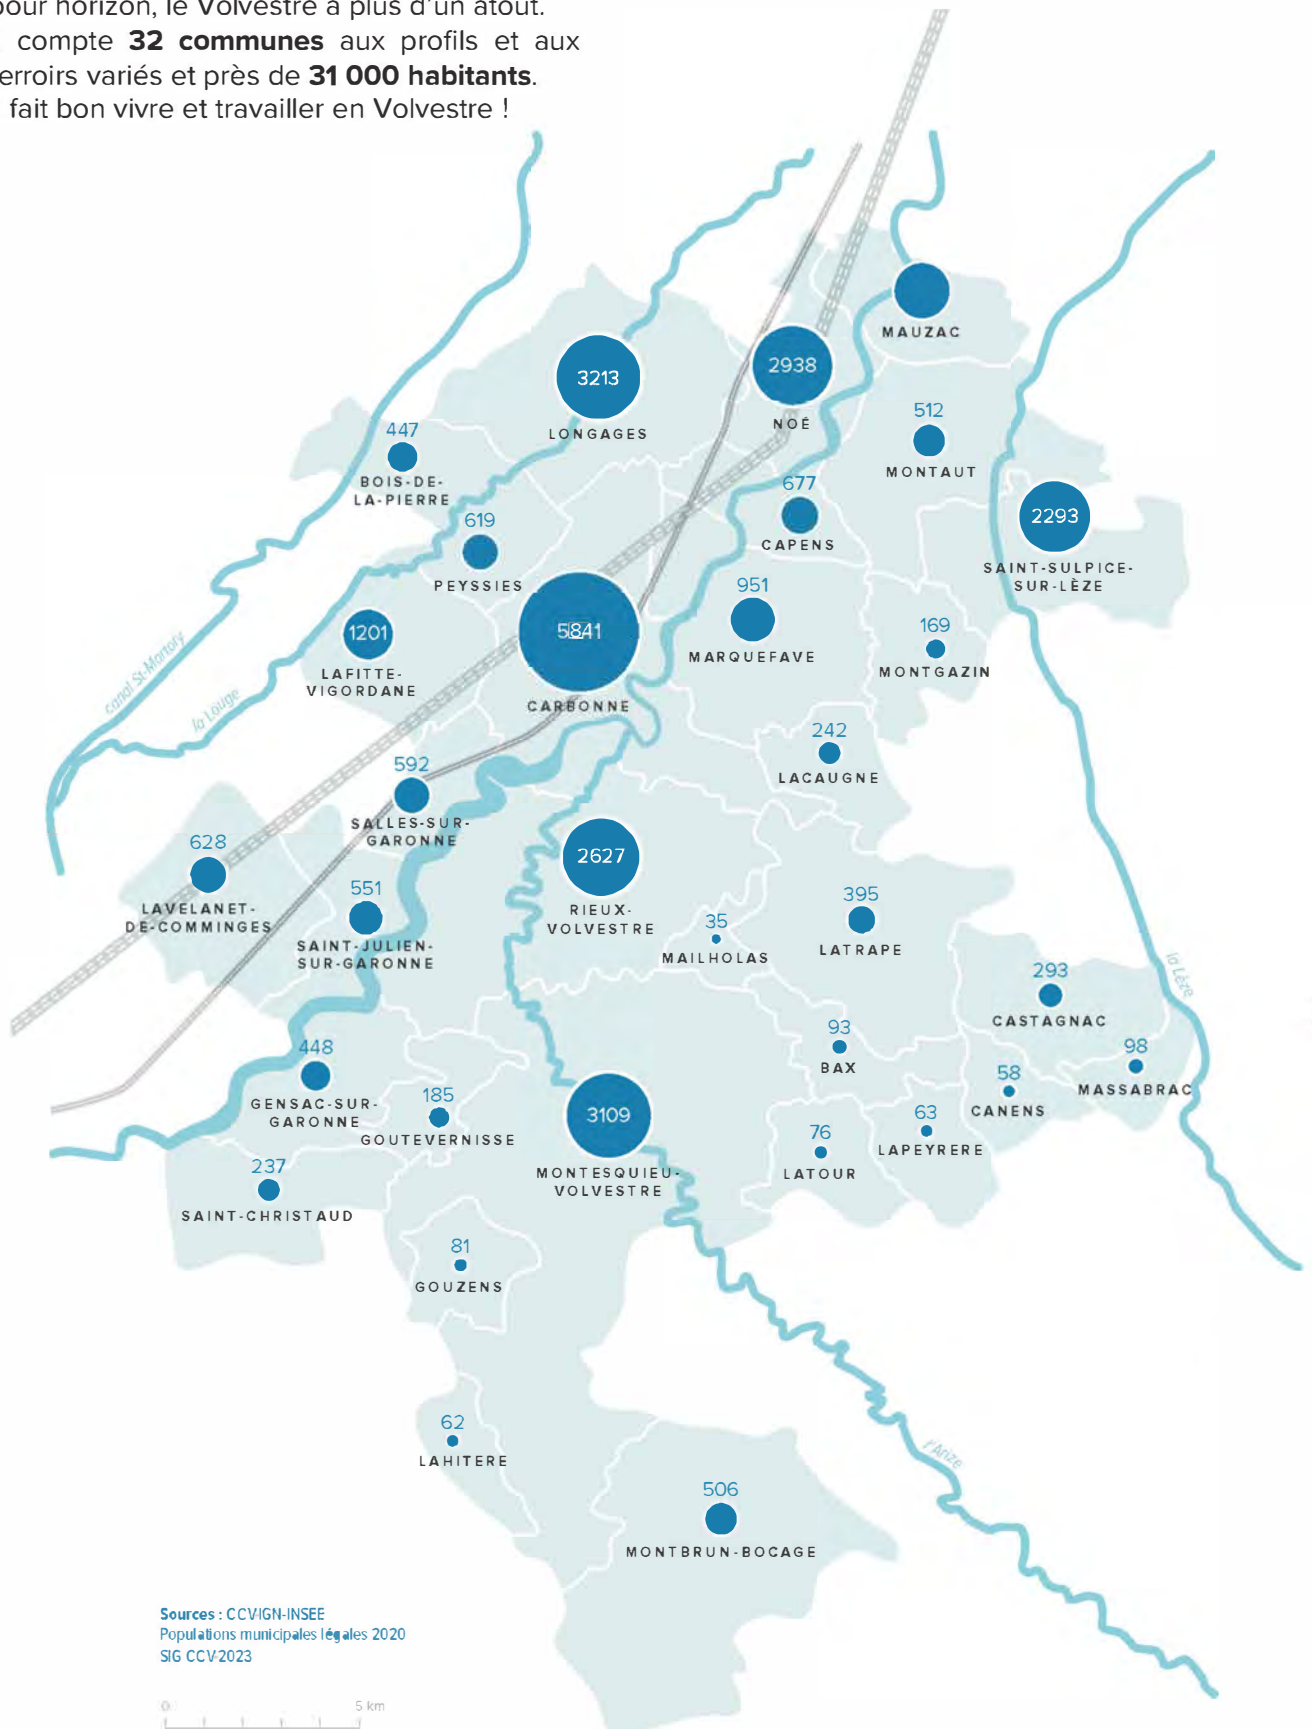 pour horizon, le Volvestre a plus d'un atout.
compte 32 communes aux profils et aux
erroirs variés et près de 31 000 habitants.
fait bon vivre et travailler en Volvestre !
MAUZAC
3213
LONGAGES
2938
NOÉ
512
MONTAUT
447
BOIS-DE-
LA-PIERRE
677
CAPENS
2293
SAINT-SULPICE-
SUR-LÈZE
619
PEYSSIES
5841
CARBONNE
951
MARQUEFAVE
1201
LAFITTE-
VIGORDANE
169
MONTGAZIN
canal St-Martory
la Louge
242
LACAUGNE
592
SALLES-SUR-
GARONNE
628
LAVELANET-
DE-COMMINGES
2627
RIEUX-
VOLVESTRE
551
SAINT-JULIEN-
SUR-GARONNE
35
MAILHOLAS
395
LATRAPE
la Lèze
293
CASTAGNAC
93
BAX
98
MASSABRAC
448
GENSAC-SUR-
GARONNE
58
CANENS
185
GOUTEVERNISSE
3109
MONTESQUIEU-
VOLVESTRE
63
LAPEYRERE
76
LATOUR
237
SAINT-CHRISTAUD
81
GOUZENS
62
LAHITERE
l'Arize
506
MONTBRUN-BOCAGE
Sources : CCV-IGN-INSEE
Populations municipales légales 2020
SIG CCV-2023
0 5 km